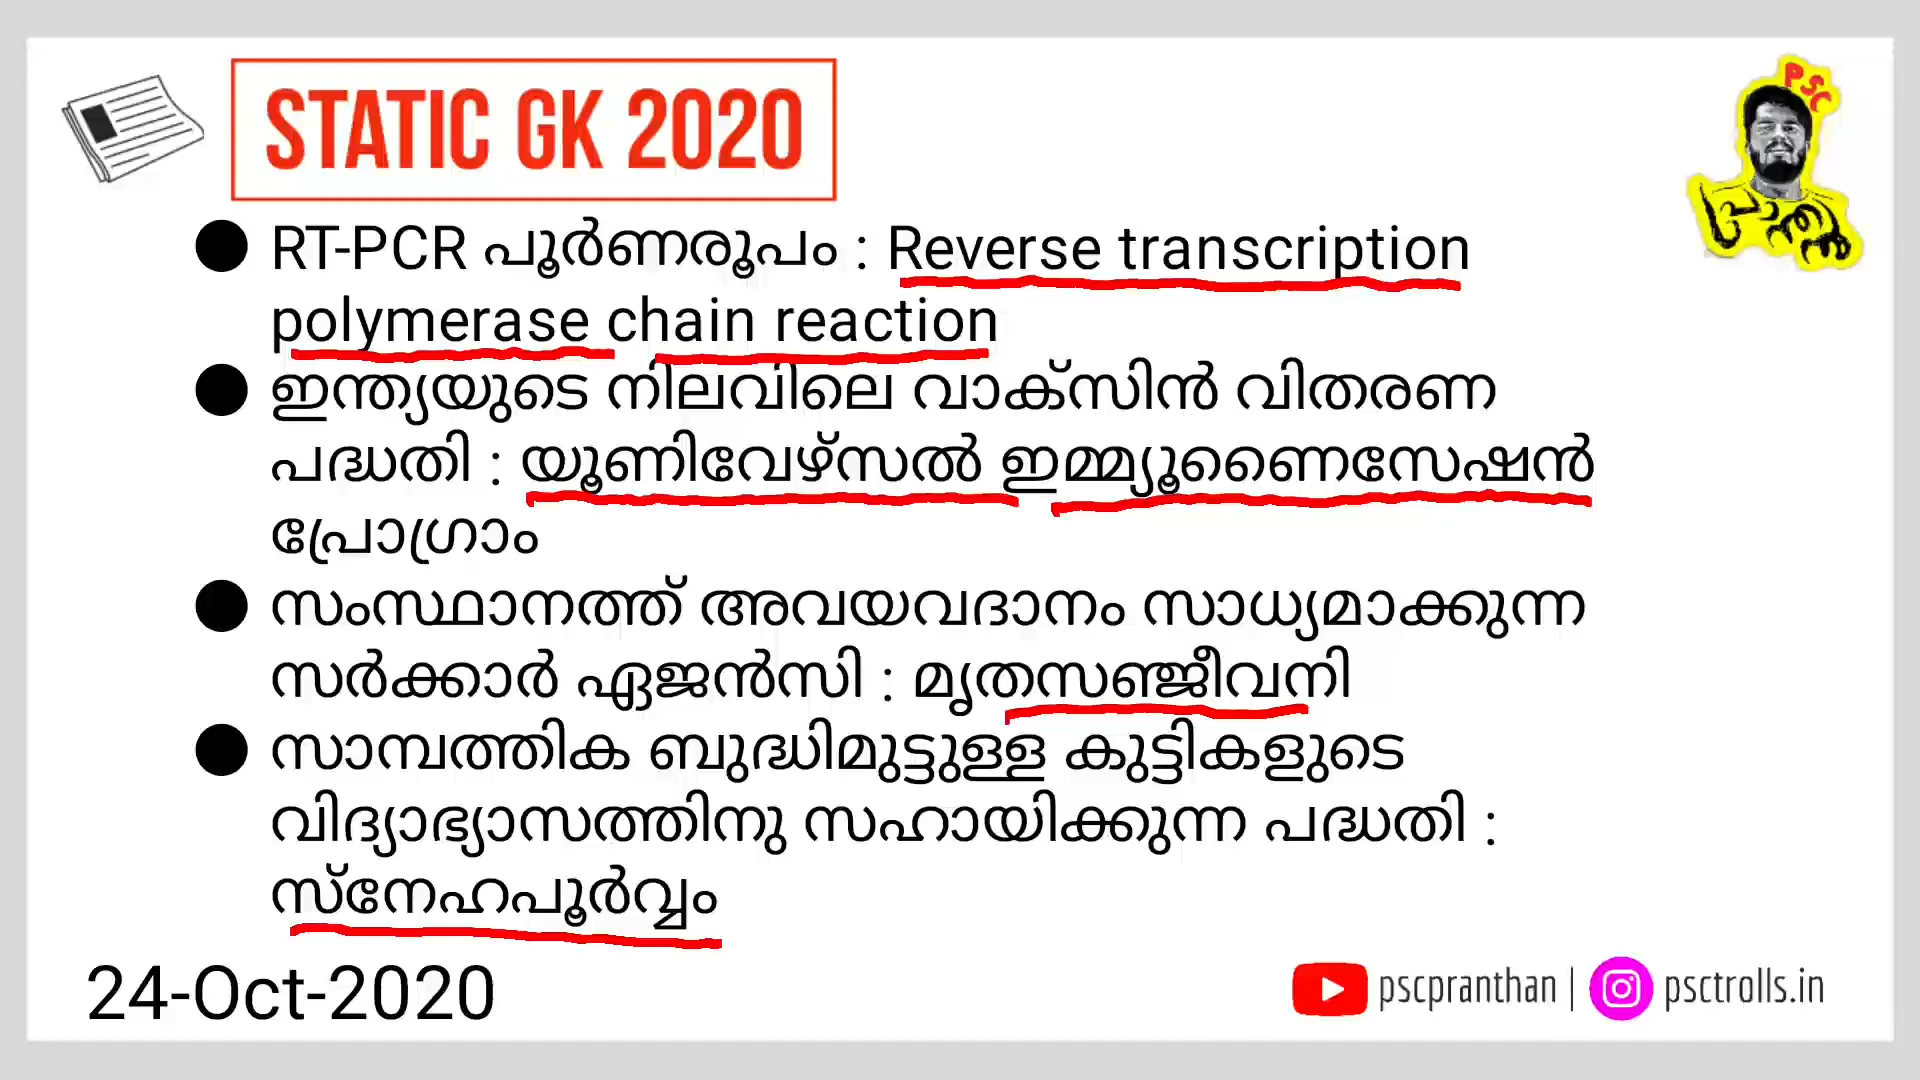 STATIC GK 2020
PSC
പ്രാന്തൻ
● RT-PCR പൂർണരൂപം : Reverse transcription
polymerase chain reaction
● ഇന്ത്യയുടെ നിലവിലെ വാക്സിൻ വിതരണ
പദ്ധതി : യൂണിവേഴ്സൽ ഇമ്മ്യൂണൈസേഷൻ
പ്രോഗ്രാം
● സംസ്ഥാനത്ത് അവയവദാനം സാധ്യമാക്കുന്ന
സർക്കാർ ഏജൻസി : മൃതസഞ്ജീവനി
● സാമ്പത്തിക ബുദ്ധിമുട്ടുള്ള കുട്ടികളുടെ
വിദ്യാഭ്യാസത്തിനു സഹായിക്കുന്ന പദ്ധതി :
സ്നേഹപൂർവ്വം
24-Oct-2020
pscpranthan | psctrolls.in